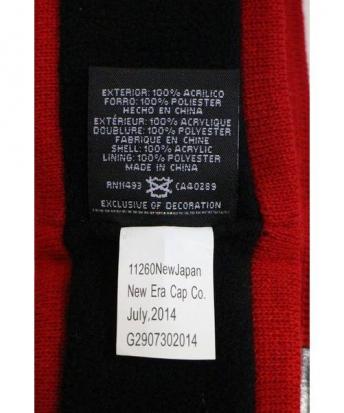 EXTERIOR: 100% ACRILICO
FORRO: 100% POLIESTER
HECHO EN CHINA
EXTÉRIEUR: 100% ACRYLIQUE
DOUBLURE: 100% POLYESTER
FABRIQUE EN CHINE
SHELL: 100% ACRYLIC
LINING: 100% POLYESTER
MADE IN CHINA
RN11493 CA40289
EXCLUSIVE OF DECORATION
11260NewJapan
New Era Cap Co.
July,2014
G2907302014